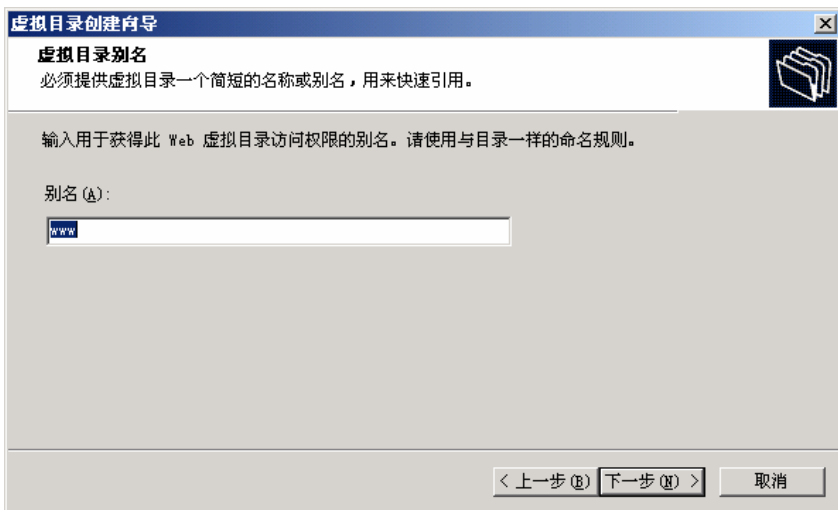 虚拟目录创建向导
虚拟目录别名
必须提供虚拟目录一个简短的名称或别名，用来快速引用。
输入用于获得此 Web 虚拟目录访问权限的别名。请使用与目录一样的命名规则。
别名(A):
www
< 上一步(B) 下一步(N) > 取消